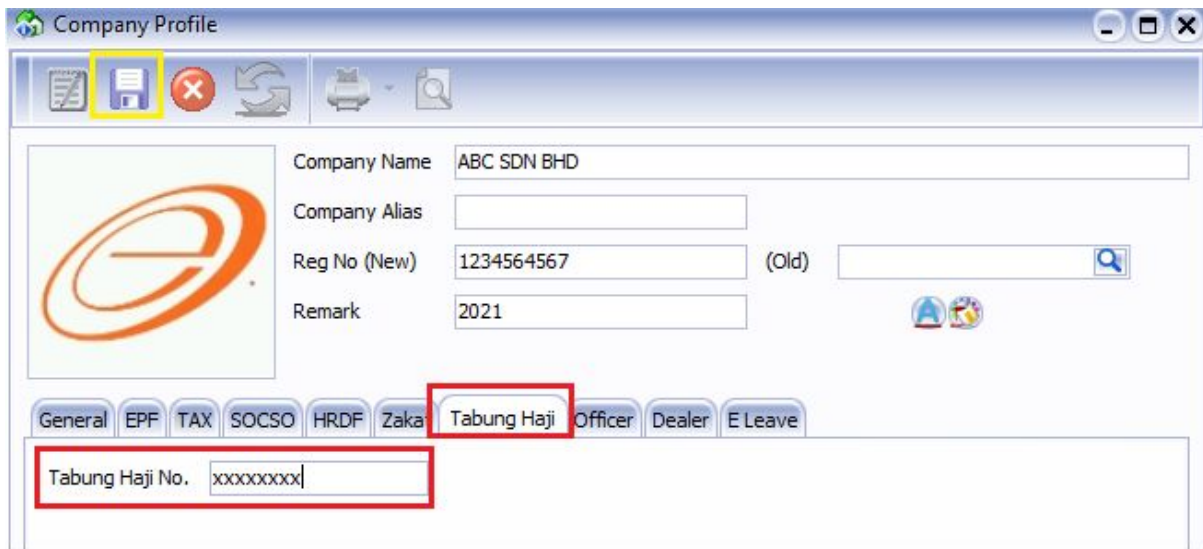 Company Profile
Company Name ABC SDN BHD
Company Alias
Reg No (New) 1234564567 (Old)
Remark 2021
General EPF TAX SOCSO HRDF Zaka Tabung Haji Officer Dealer E Leave
Tabung Haji No. xxxxxxxx